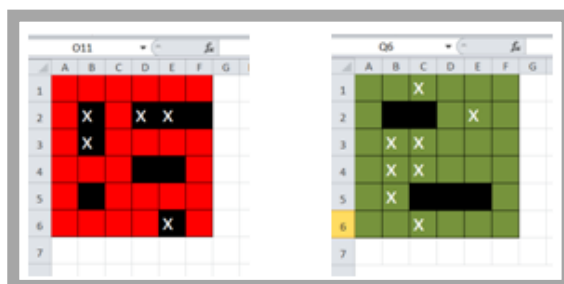 O11 fx
A B C D E F G
1
2 X X X
3 X
4
5
6 X
7
Q6 fx
A B C D E F G
1 X
2 X
3 X X
4 X X
5 X
6 X
7